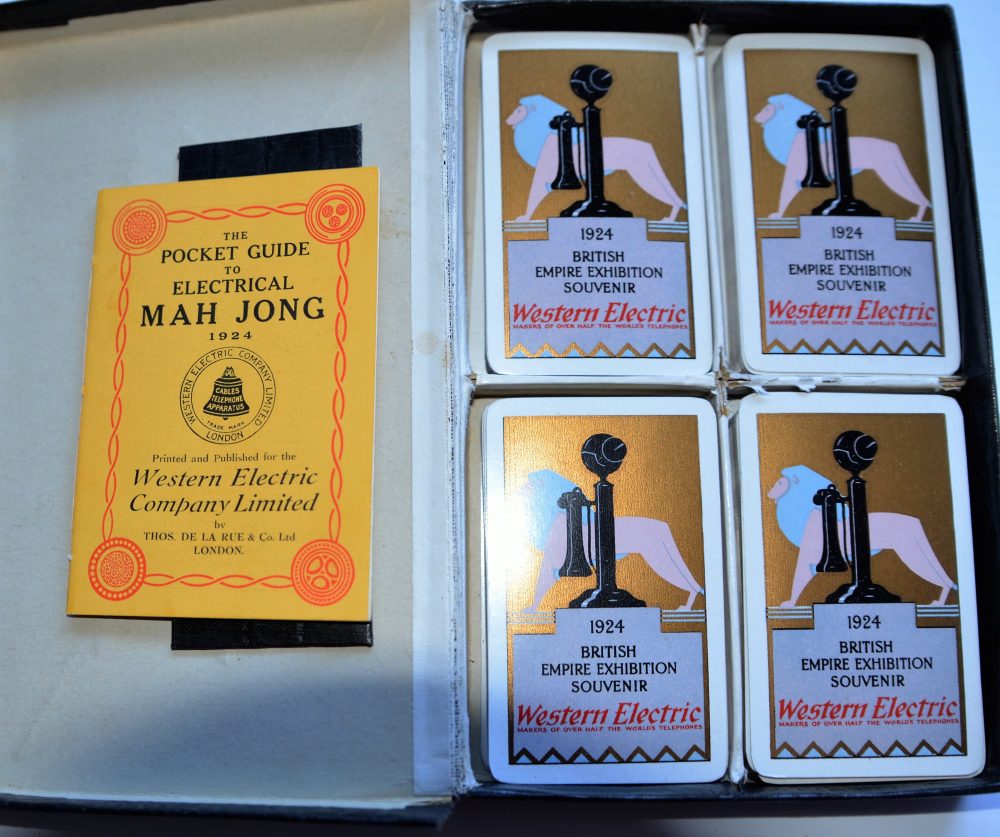 THE
POCKET GUIDE
TO
ELECTRICAL
MAH JONG
1924
WESTERN ELECTRIC COMPANY LIMITED
CABLES
TELEPHONE
APPARATUS
TRADE MARK
LONDON
Printed and Published for the
Western Electric
Company Limited
by
THOS. DE LA RUE & Co. Ltd
LONDON.
1924
BRITISH
EMPIRE EXHIBITION
SOUVENIR
Western Electric
MAKERS OF OVER HALF THE WORLD'S TELEPHONES
1924
BRITISH
EMPIRE EXHIBITION
SOUVENIR
Western Electric
MAKERS OF OVER HALF THE WORLD'S TELEPHONES
1924
BRITISH
EMPIRE EXHIBITION
SOUVENIR
Western Electric
MAKERS OF OVER HALF THE WORLD'S TELEPHONES
1924
BRITISH
EMPIRE EXHIBITION
SOUVENIR
Western Electric
MAKERS OF OVER HALF THE WORLD'S TELEPHONES